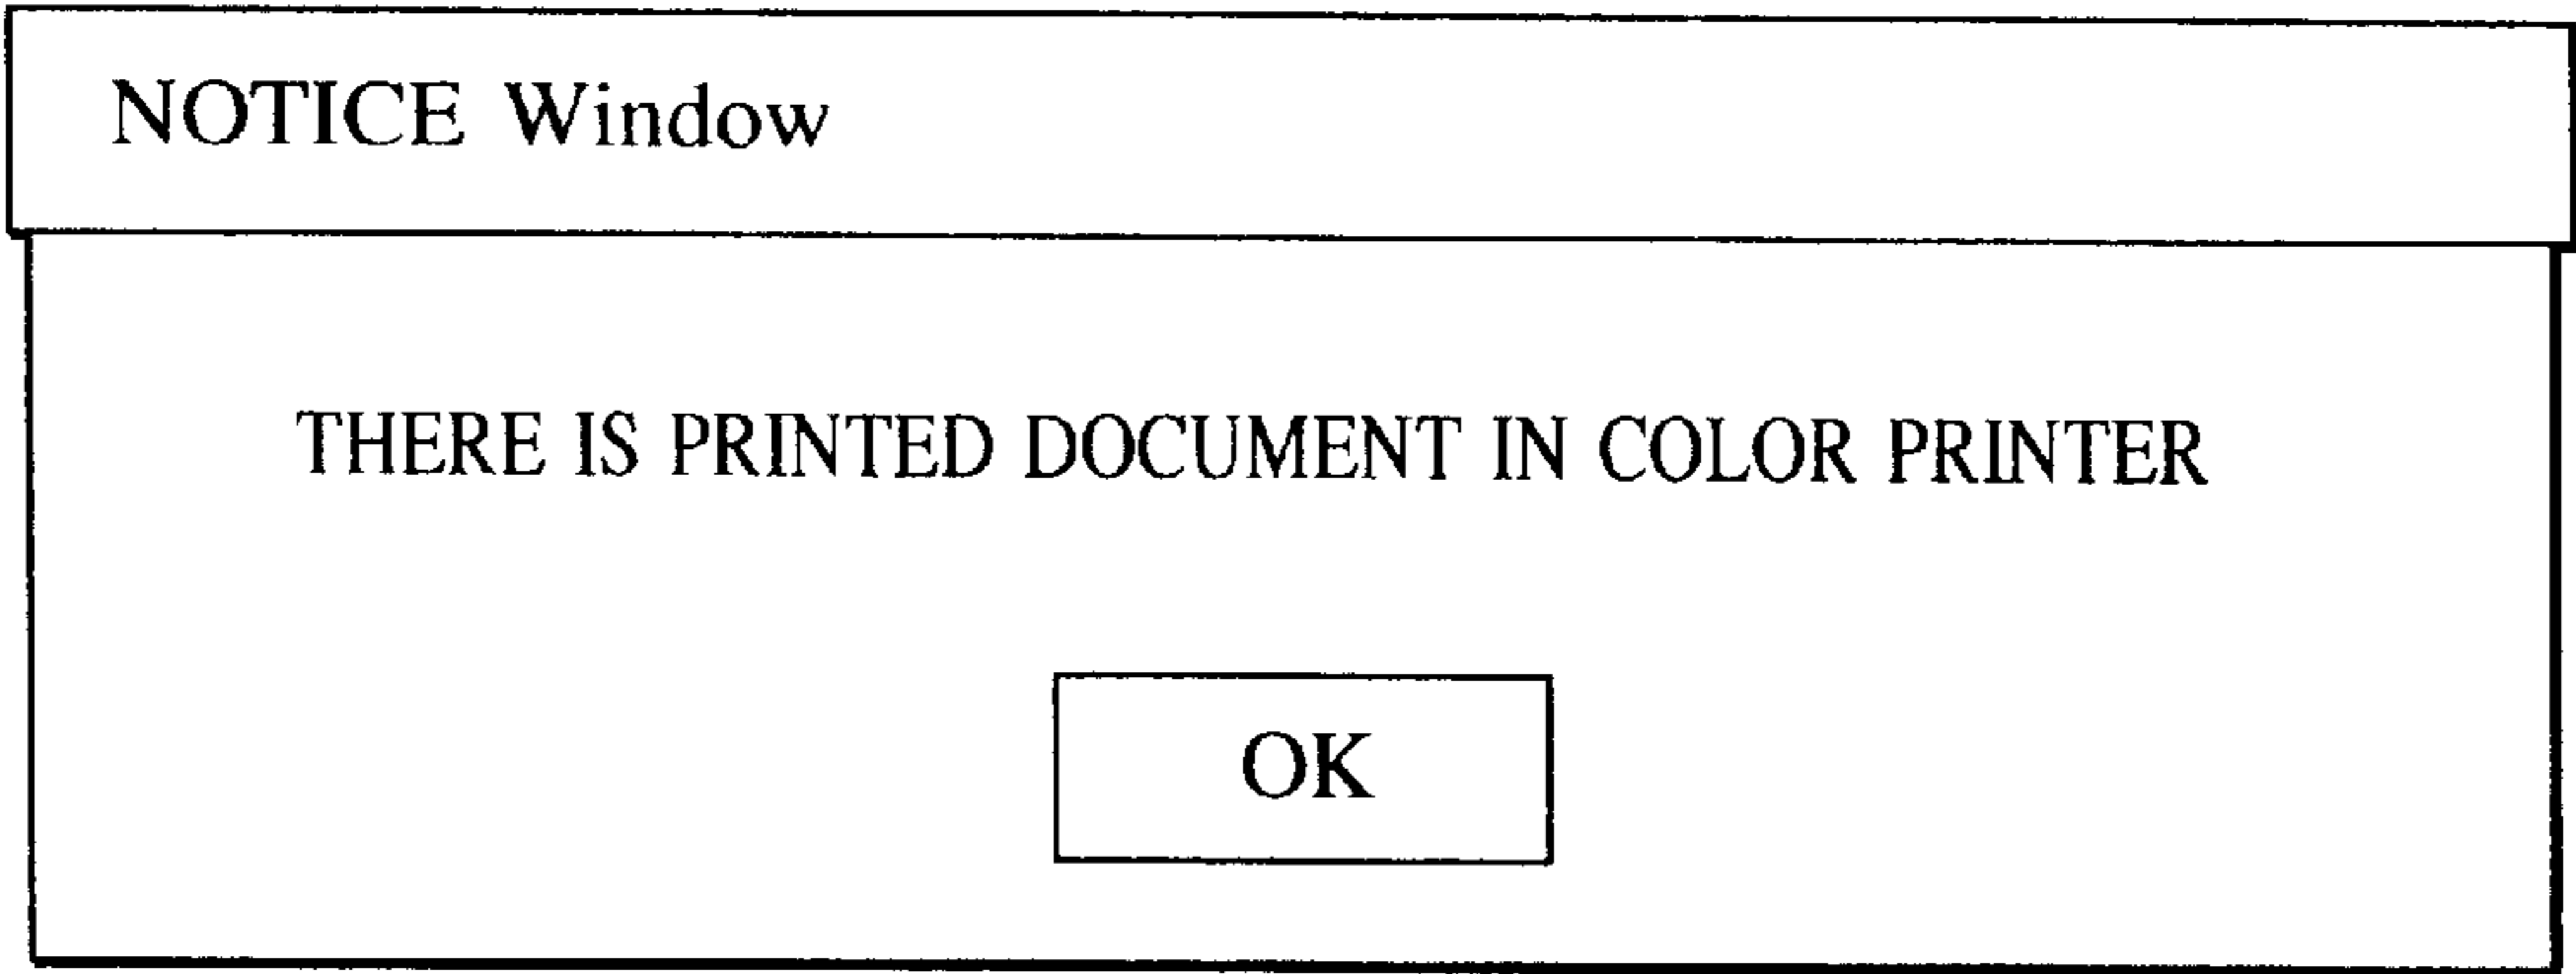 NOTICE Window
THERE IS PRINTED DOCUMENT IN COLOR PRINTER
OK